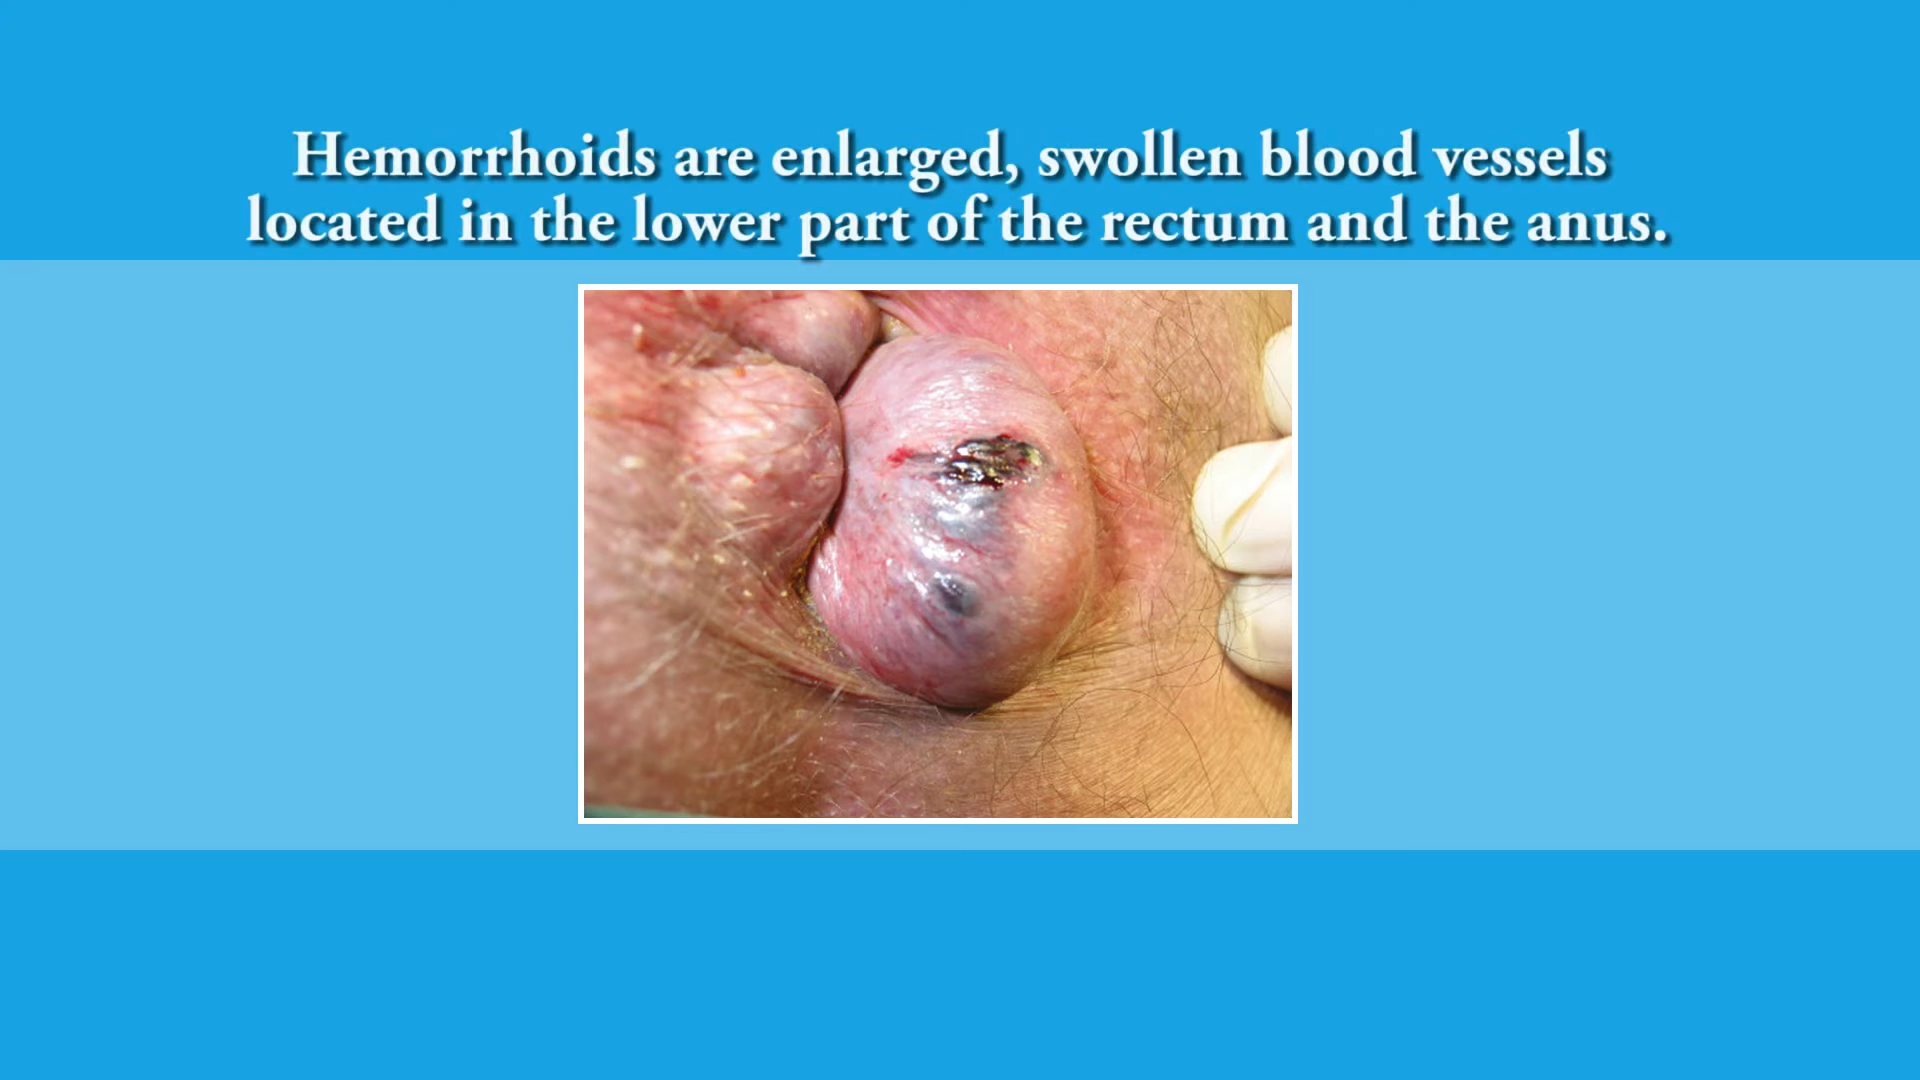 Hemorrhoids are enlarged, swollen blood vessels
located in the lower part of the rectum and the anus.